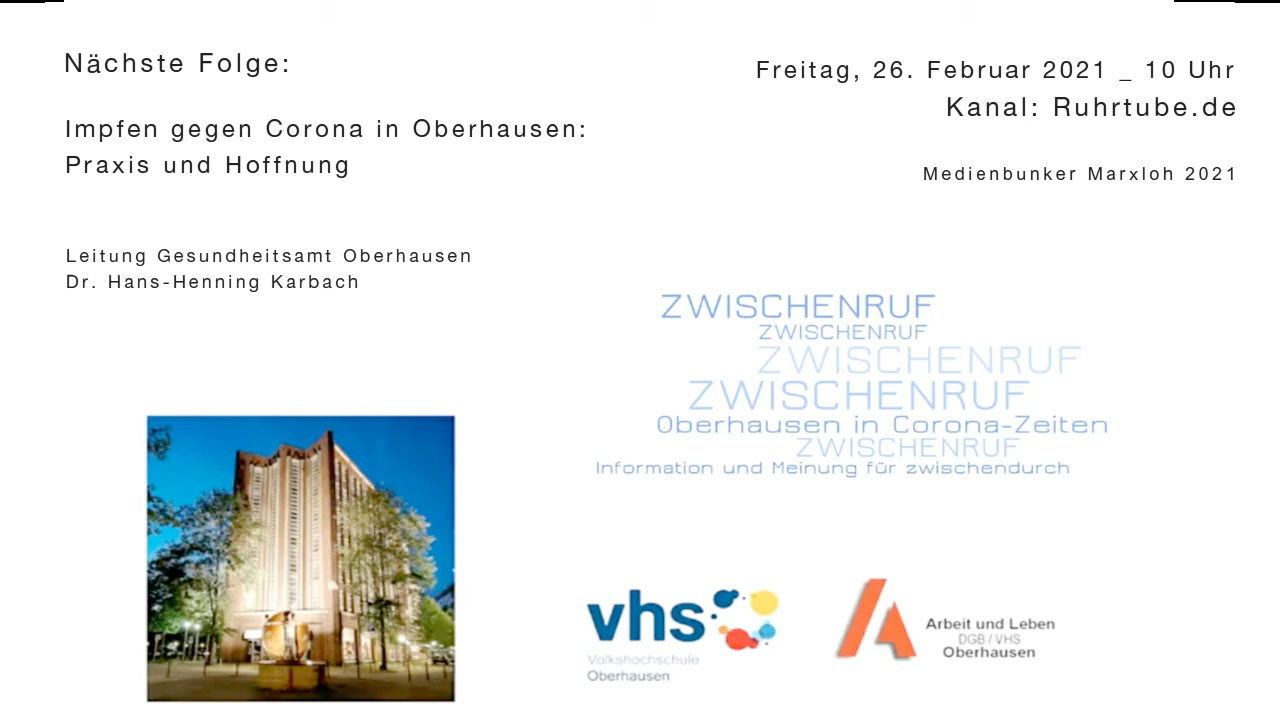 Nächste Folge:
Impfen gegen Corona in Oberhausen:
Praxis und Hoffnung
Leitung Gesundheitsamt Oberhausen
Dr. Hans-Henning Karbach
Freitag, 26. Februar 2021 _ 10 Uhr
Kanal: Ruhrtube.de
Medienbunker Marxloh 2021
ZWISCHENRUF
ZWISCHENRUF
ZWISCHENRUF
ZWISCHENRUF
Oberhausen in Corona-Zeiten
ZWISCHENRUF
Information und Meinung für zwischendurch
vhs
Volkshochschule
Oberhausen
Arbeit und Leben
DGB / VHS
Oberhausen